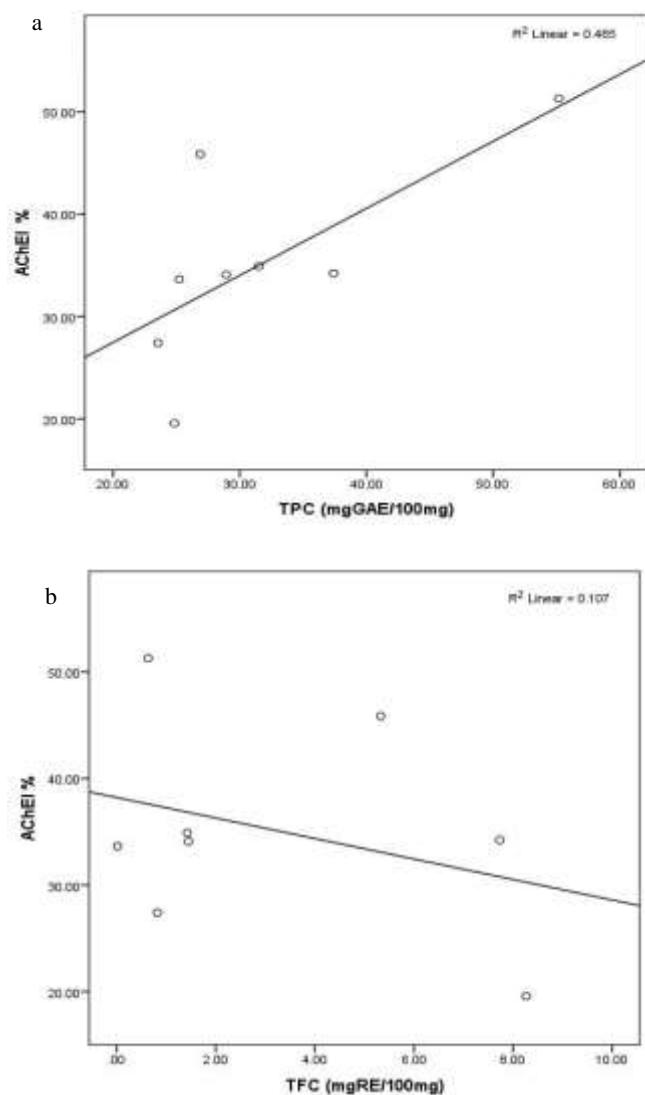 a
R² Linear = 0.465
50.00
40.00
30.00
20.00
AChEI %
20.00 30.00 40.00 50.00 60.00
TPC (mgGAE/100mg)
b
R² Linear = 0.107
50.00
40.00
30.00
20.00
AChEI %
.00 2.00 4.00 6.00 8.00 10.00
TFC (mgRE/100mg)